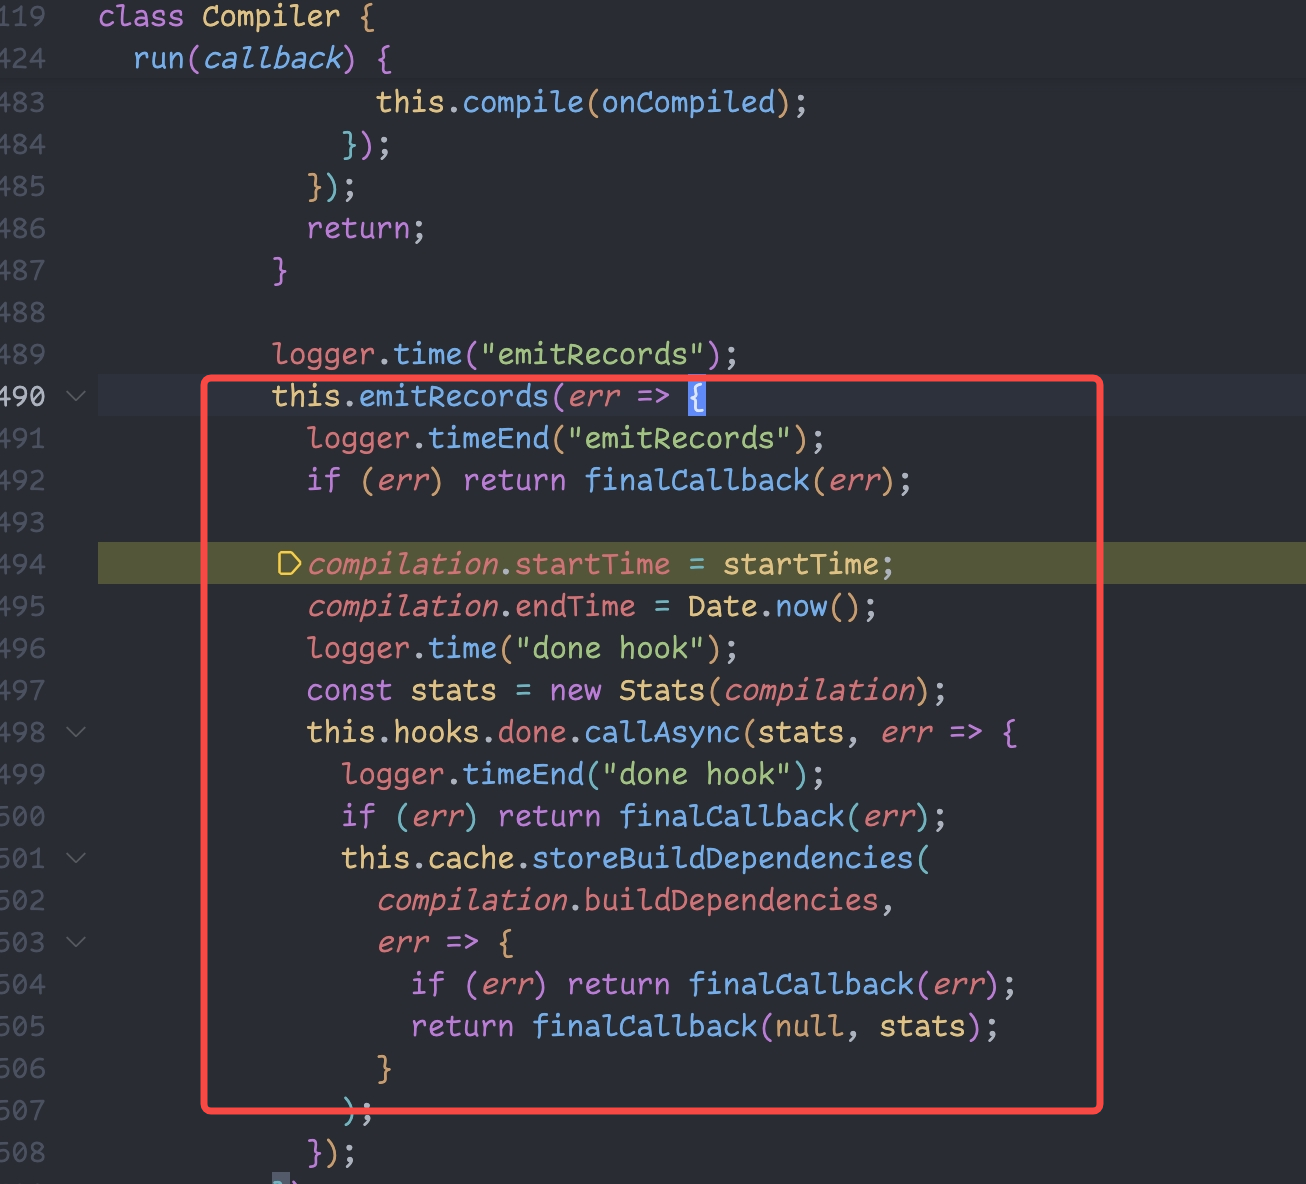 119 class Compiler {
424 run(callback) {
483 this.compile(onCompiled);
484 });
485 });
486 return;
487 }
488
489 logger.time("emitRecords");
490 this.emitRecords(err => {
491 logger.timeEnd("emitRecords");
492 if (err) return finalCallback(err);
493
494 compilation.startTime = startTime;
495 compilation.endTime = Date.now();
496 logger.time("done hook");
497 const stats = new Stats(compilation);
498 this.hooks.done.callAsync(stats, err => {
499 logger.timeEnd("done hook");
500 if (err) return finalCallback(err);
501 this.cache.storeBuildDependencies(
502 compilation.buildDependencies,
503 err => {
504 if (err) return finalCallback(err);
505 return finalCallback(null, stats);
506 }
507 );
508 });